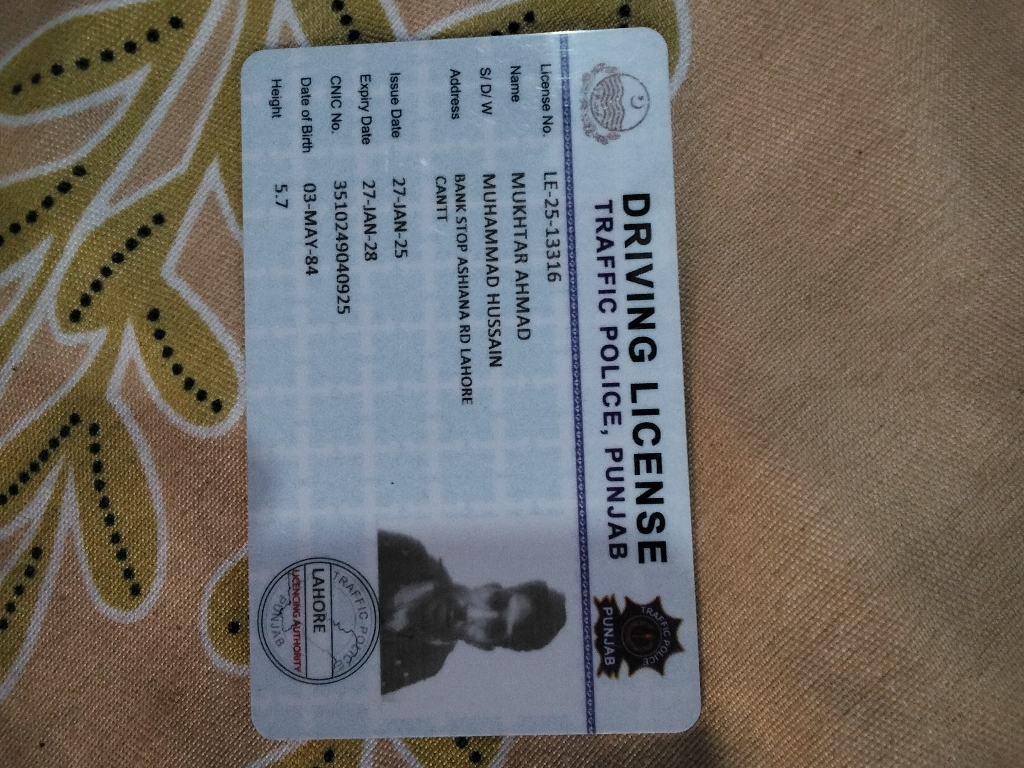 DRIVING LICENSE
TRAFFIC POLICE, PUNJAB
TRAFFIC POLICE
PUNJAB
License No. LE-25-13316
Name MUKHTAR AHMAD
S/ D/ W MUHAMMAD HUSSAIN
Address BANK STOP ASHIANA RD LAHORE
CANTT
Issue Date 27-JAN-25
Expiry Date 27-JAN-28
CNIC No. 3510249040925
Date of Birth 03-MAY-84
Height 5.7
TRAFFIC POLICE
LAHORE
LICENCING AUTHORITY
PUNJAB